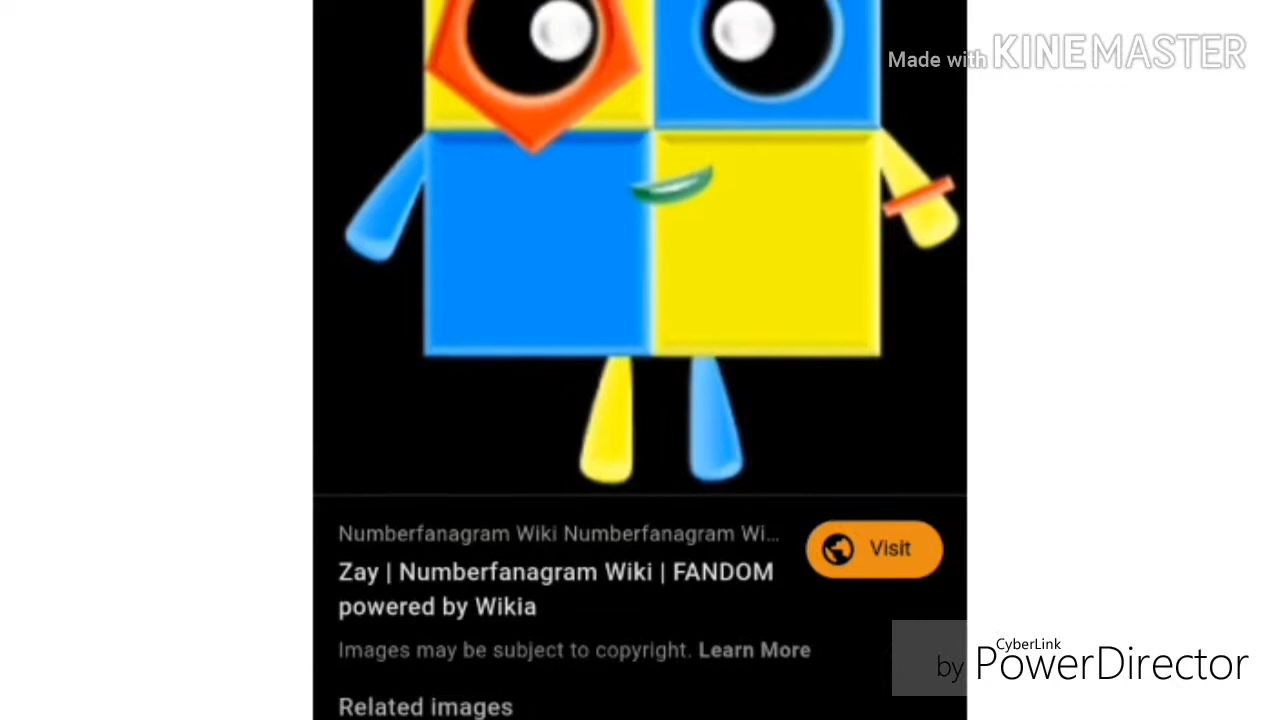 Made with KINEMASTER
Numberfanagram Wiki Numberfanagram Wi...
Visit
Zay | Numberfanagram Wiki | FANDOM
powered by Wikia
Images may be subject to copyright. Learn More
CyberLink
by PowerDirector
Related images